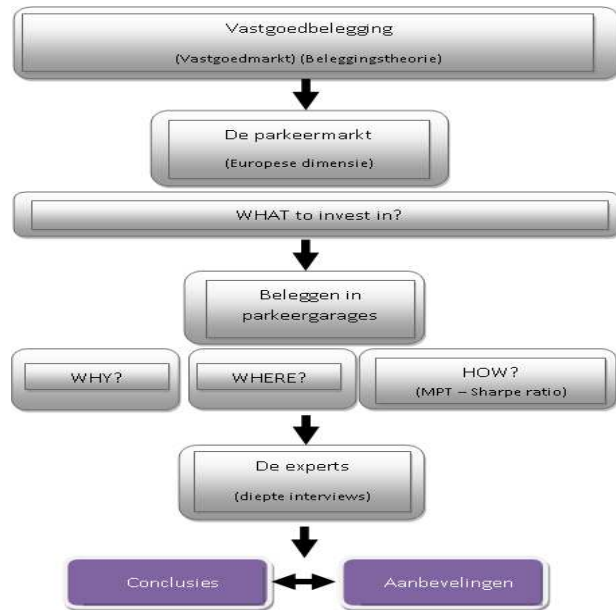 Vastgoedbelegging
(Vastgoedmarkt) (Beleggingstheorie)
De parkeermarkt
(Europese dimensie)
WHAT to invest in?
Beleggen in
parkeergarages
WHY?
WHERE?
HOW?
(MPT – Sharpe ratio)
De experts
(diepte interviews)
Conclusies
Aanbevelingen